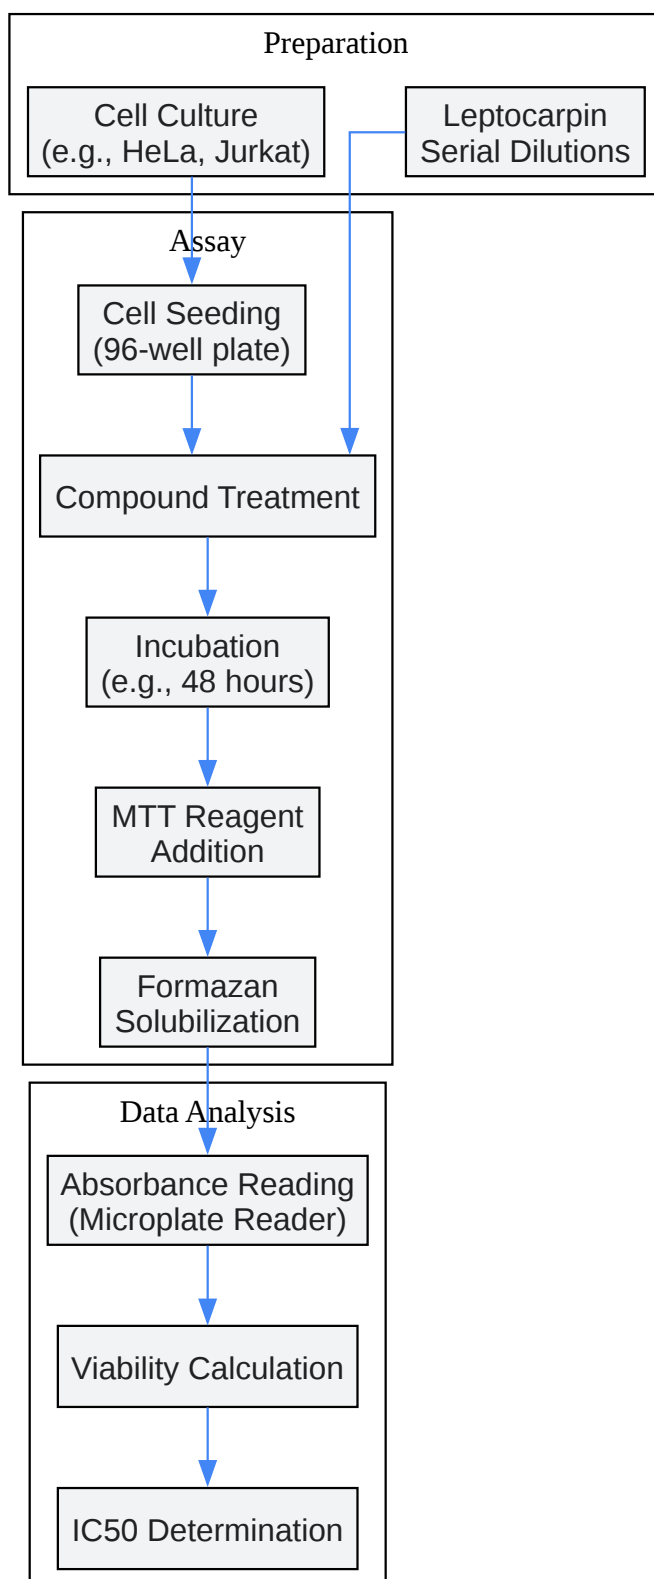 Preparation
Cell Culture
(e.g., HeLa, Jurkat)
Leptocarpin
Serial Dilutions
Assay
Cell Seeding
(96-well plate)
Compound Treatment
Incubation
(e.g., 48 hours)
MTT Reagent
Addition
Formazan
Solubilization
Data Analysis
Absorbance Reading
(Microplate Reader)
Viability Calculation
IC50 Determination